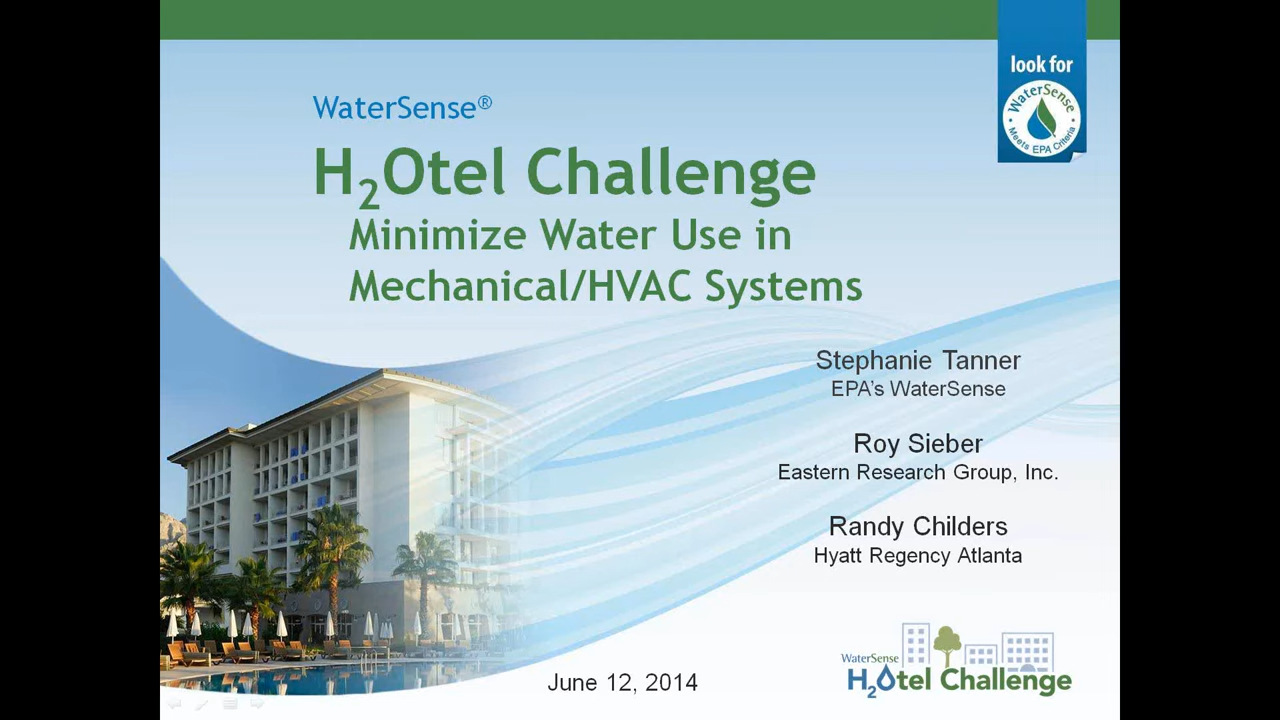 look for
WaterSense
Meets EPA Criteria
WaterSense®
H₂Otel Challenge
Minimize Water Use in
Mechanical/HVAC Systems
Stephanie Tanner
EPA's WaterSense
Roy Sieber
Eastern Research Group, Inc.
Randy Childers
Hyatt Regency Atlanta
June 12, 2014
WaterSense
H₂Otel Challenge